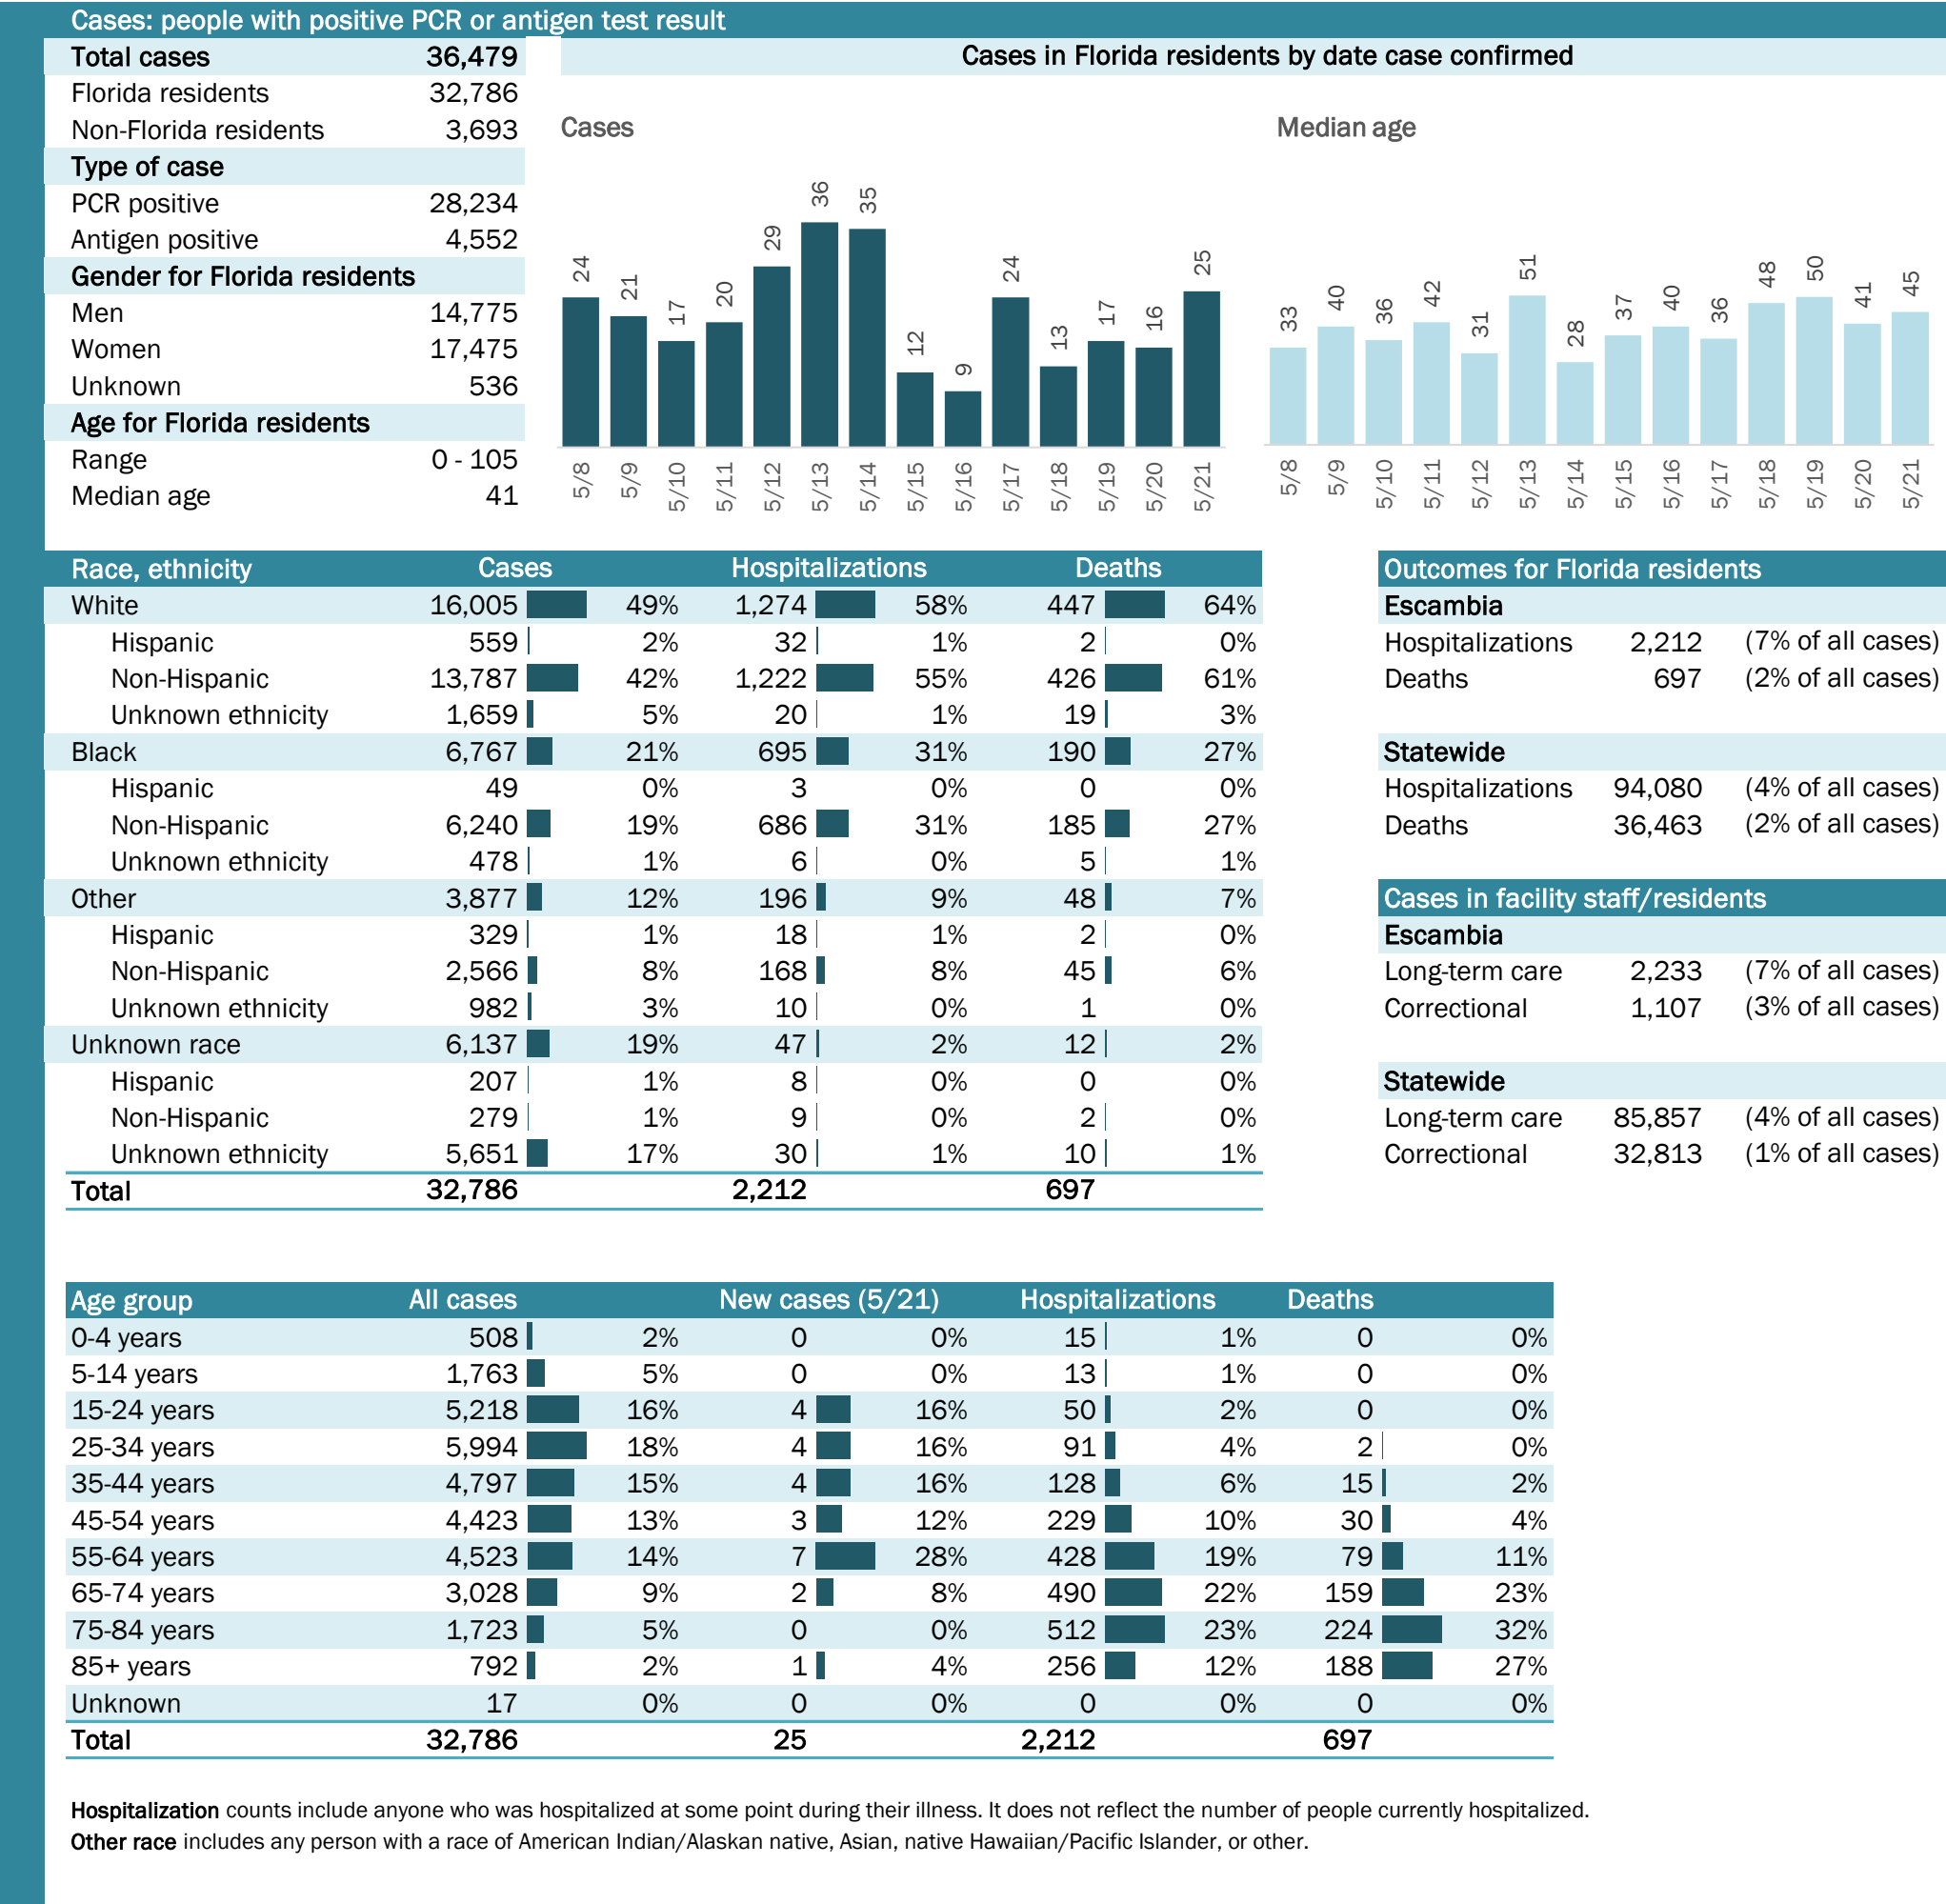 Cases: people with positive PCR or antigen test result
Total cases 36,479
Florida residents 32,786
Non-Florida residents 3,693
Type of case
PCR positive 28,234
Antigen positive 4,552
Gender for Florida residents
Men 14,775
Women 17,475
Unknown 536
Age for Florida residents
Range 0 - 105
Median age 41
Cases in Florida residents by date case confirmed
Cases
24 21 17 20 29 36 35 12 9 24 13 17 16 25
5/8 5/9 5/10 5/11 5/12 5/13 5/14 5/15 5/16 5/17 5/18 5/19 5/20 5/21
Median age
33 40 36 42 31 51 28 37 40 36 48 50 41 45
5/8 5/9 5/10 5/11 5/12 5/13 5/14 5/15 5/16 5/17 5/18 5/19 5/20 5/21
Race, ethnicity Cases Hospitalizations Deaths
White 16,005 49% 1,274 58% 447 64%
Hispanic 559 2% 32 1% 2 0%
Non-Hispanic 13,787 42% 1,222 55% 426 61%
Unknown ethnicity 1,659 5% 20 1% 19 3%
Black 6,767 21% 695 31% 190 27%
Hispanic 49 0% 3 0% 0 0%
Non-Hispanic 6,240 19% 686 31% 185 27%
Unknown ethnicity 478 1% 6 0% 5 1%
Other 3,877 12% 196 9% 48 7%
Hispanic 329 1% 18 1% 2 0%
Non-Hispanic 2,566 8% 168 8% 45 6%
Unknown ethnicity 982 3% 10 0% 1 0%
Unknown race 6,137 19% 47 2% 12 2%
Hispanic 207 1% 8 0% 0 0%
Non-Hispanic 279 1% 9 0% 2 0%
Unknown ethnicity 5,651 17% 30 1% 10 1%
Total 32,786 2,212 697
Outcomes for Florida residents
Escambia
Hospitalizations 2,212 (7% of all cases)
Deaths 697 (2% of all cases)
Statewide
Hospitalizations 94,080 (4% of all cases)
Deaths 36,463 (2% of all cases)
Cases in facility staff/residents
Escambia
Long-term care 2,233 (7% of all cases)
Correctional 1,107 (3% of all cases)
Statewide
Long-term care 85,857 (4% of all cases)
Correctional 32,813 (1% of all cases)
Age group All cases New cases (5/21) Hospitalizations Deaths
0-4 years 508 2% 0 0% 15 1% 0 0%
5-14 years 1,763 5% 0 0% 13 1% 0 0%
15-24 years 5,218 16% 4 16% 50 2% 0 0%
25-34 years 5,994 18% 4 16% 91 4% 2 0%
35-44 years 4,797 15% 4 16% 128 6% 15 2%
45-54 years 4,423 13% 3 12% 229 10% 30 4%
55-64 years 4,523 14% 7 28% 428 19% 79 11%
65-74 years 3,028 9% 2 8% 490 22% 159 23%
75-84 years 1,723 5% 0 0% 512 23% 224 32%
85+ years 792 2% 1 4% 256 12% 188 27%
Unknown 17 0% 0 0% 0 0% 0 0%
Total 32,786 25 2,212 697
Hospitalization counts include anyone who was hospitalized at some point during their illness. It does not reflect the number of people currently hospitalized.
Other race includes any person with a race of American Indian/Alaskan native, Asian, native Hawaiian/Pacific Islander, or other.